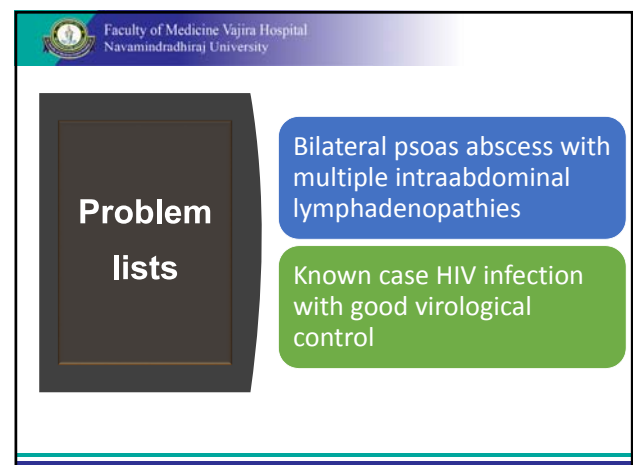 Faculty of Medicine Vajira Hospital
Navamindradhiraj University
Problem
lists
Bilateral psoas abscess with
multiple intraabdominal
lymphadenopathies
Known case HIV infection
with good virological
control